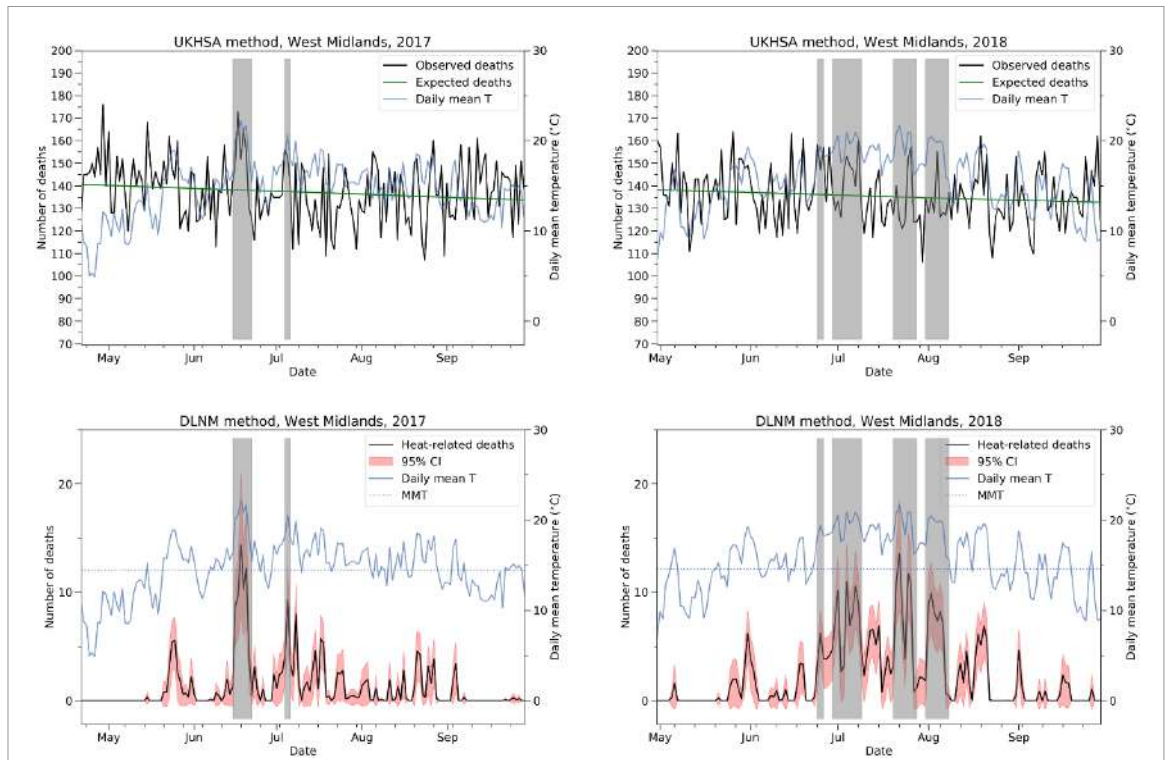 UKHSA method, West Midlands, 2017
200
190
180
170
160
150
140
130
120
110
100
90
80
70
Number of deaths
30
20
10
0
Daily mean temperature (°C)
Observed deaths
Expected deaths
Daily mean T
May
Jun
Jul
Aug
Sep
Date
UKHSA method, West Midlands, 2018
200
190
180
170
160
150
140
130
120
110
100
90
80
70
Number of deaths
30
20
10
0
Daily mean temperature (°C)
Observed deaths
Expected deaths
Daily mean T
May
Jun
Jul
Aug
Sep
Date
DLNM method, West Midlands, 2017
20
10
0
Number of deaths
30
20
10
0
Daily mean temperature (°C)
Heat-related deaths
95% CI
Daily mean T
MMT
May
Jun
Jul
Aug
Sep
Date
DLNM method, West Midlands, 2018
20
10
0
Number of deaths
30
20
10
0
Daily mean temperature (°C)
Heat-related deaths
95% CI
Daily mean T
MMT
May
Jun
Jul
Aug
Sep
Date